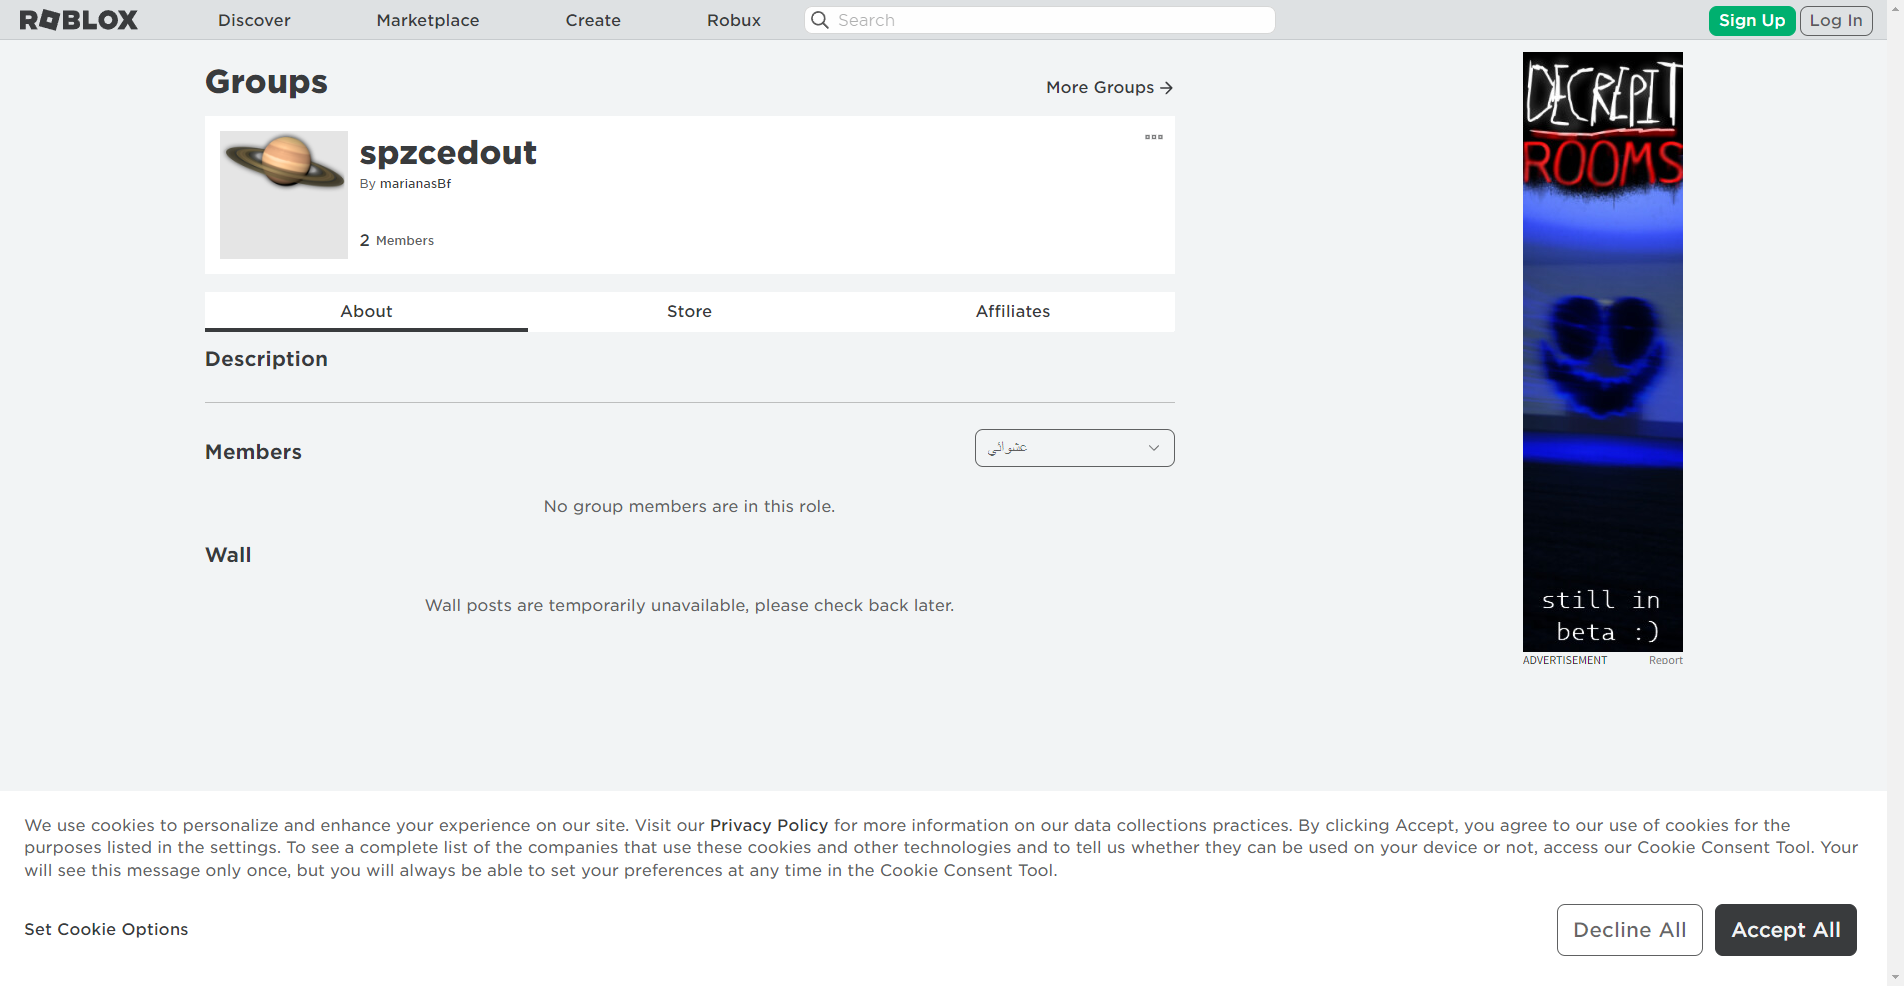 ROBLOX
Discover
Marketplace
Create
Robux
Search
Sign Up
Log In
Groups
More Groups
spzcedout
By marianasBf
2 Members
About
Store
Affiliates
Description
Members
عشوائي
No group members are in this role.
Wall
Wall posts are temporarily unavailable, please check back later.
DECREPIT
ROOMS
still in
beta :)
ADVERTISEMENT
Report
We use cookies to personalize and enhance your experience on our site. Visit our Privacy Policy for more information on our data collections practices. By clicking Accept, you agree to our use of cookies for the
purposes listed in the settings. To see a complete list of the companies that use these cookies and other technologies and to tell us whether they can be used on your device or not, access our Cookie Consent Tool. Your
will see this message only once, but you will always be able to set your preferences at any time in the Cookie Consent Tool.
Set Cookie Options
Decline All
Accept All